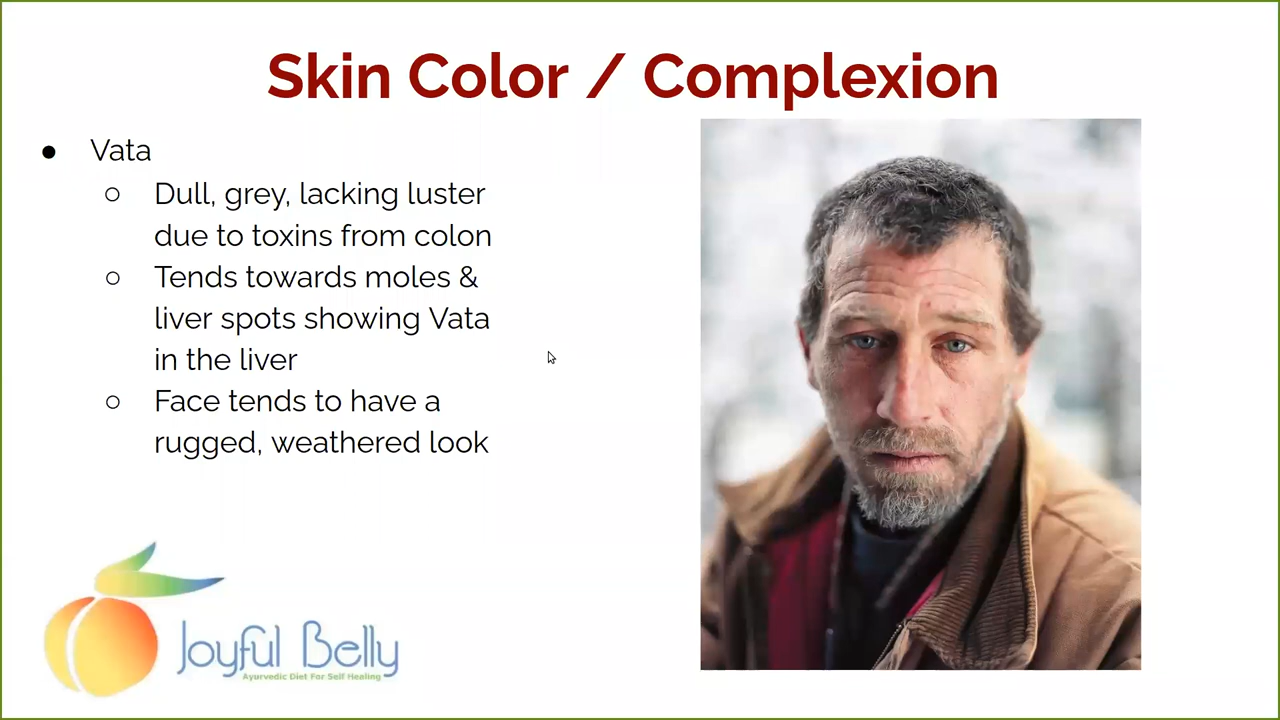 Skin Color / Complexion
● Vata
○ Dull, grey, lacking luster
due to toxins from colon
○ Tends towards moles &
liver spots showing Vata
in the liver
○ Face tends to have a
rugged, weathered look
Joyful Belly
Ayurvedic Diet For Self Healing